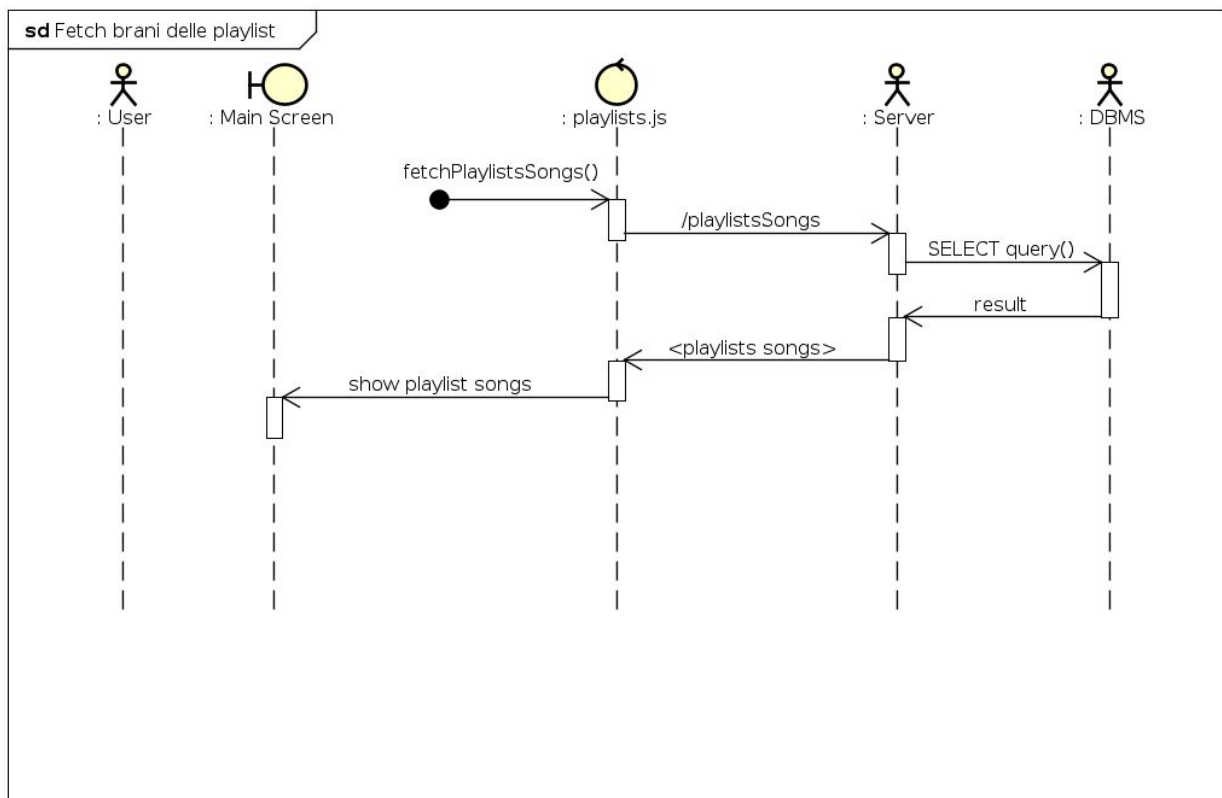 sd Fetch brani delle playlist
: User
: Main Screen
: playlists.js
: Server
: DBMS
fetchPlaylistsSongs()
/playlistsSongs
SELECT query()
result
<playlists songs>
show playlist songs